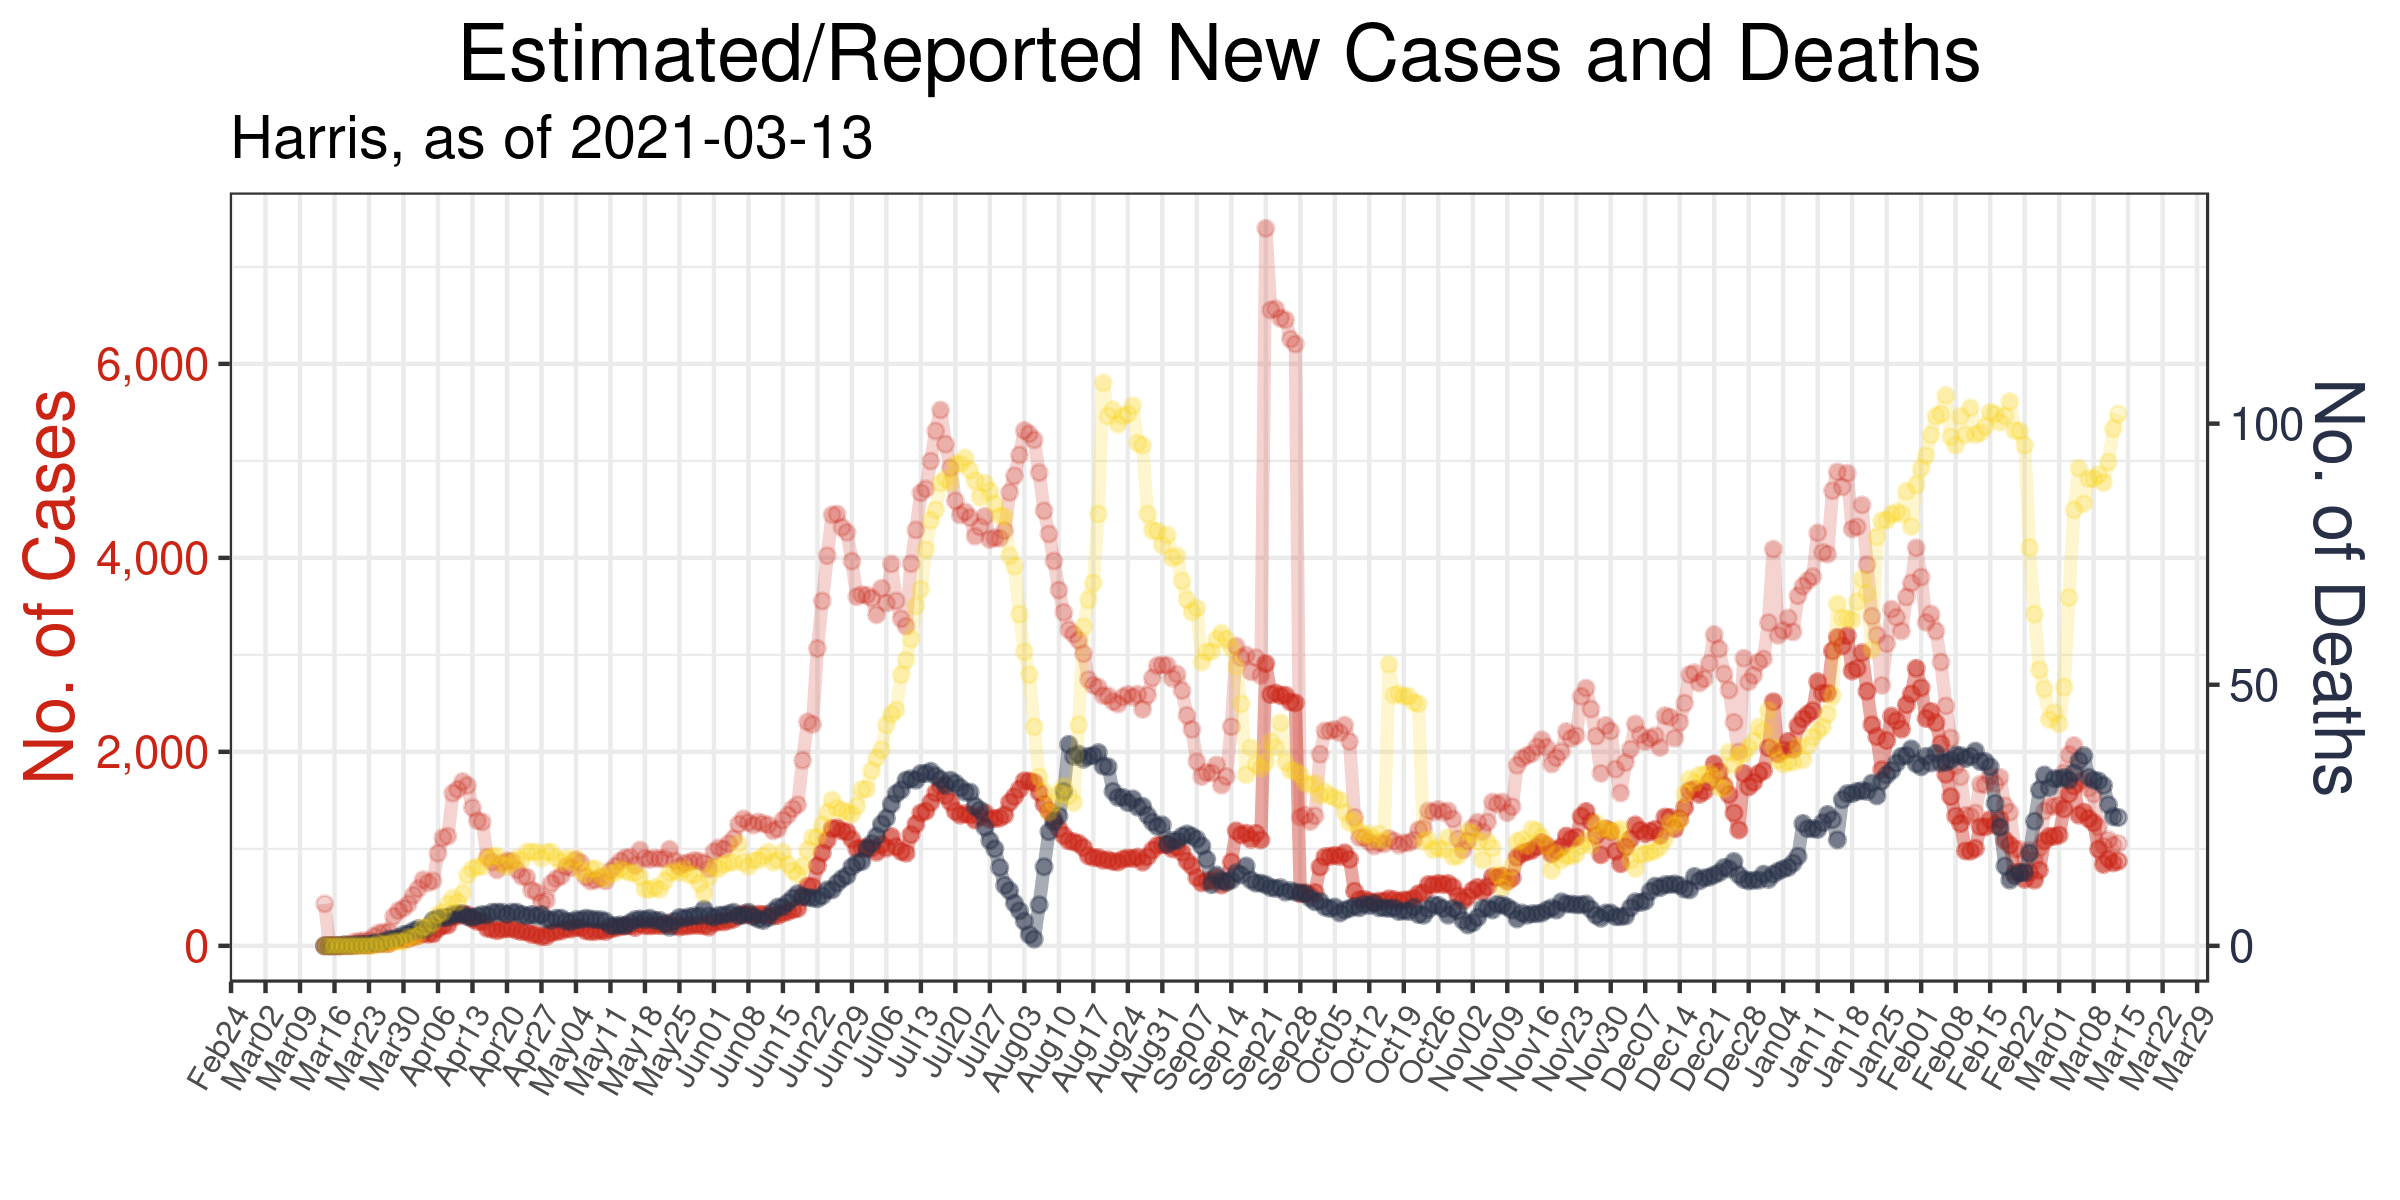 Estimated/Reported New Cases and Deaths
Harris, as of 2021-03-13
No. of Cases
6,000
4,000
2,000
0
No. of Deaths
100
50
0
Feb24
Mar02
Mar09
Mar16
Mar23
Mar30
Apr06
Apr13
Apr20
Apr27
May04
May11
May18
May25
Jun01
Jun08
Jun15
Jun22
Jun29
Jul06
Jul13
Jul20
Jul27
Aug03
Aug10
Aug17
Aug24
Aug31
Sep07
Sep14
Sep21
Sep28
Oct05
Oct12
Oct19
Oct26
Nov02
Nov09
Nov16
Nov23
Nov30
Dec07
Dec14
Dec21
Dec28
Jan04
Jan11
Jan18
Jan25
Feb01
Feb08
Feb15
Feb22
Mar01
Mar08
Mar15
Mar22
Mar29